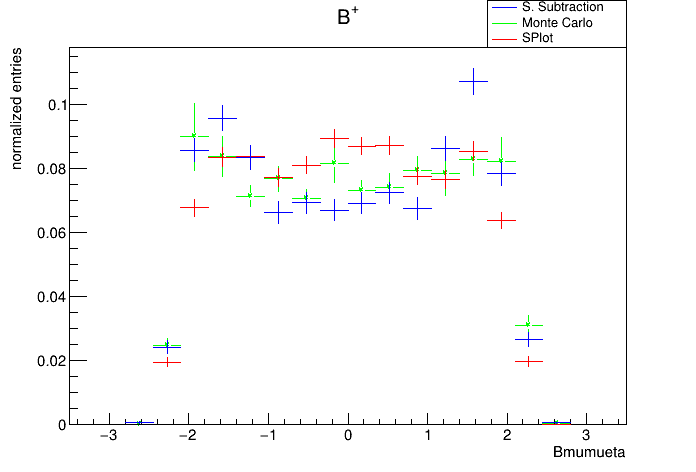 B+
S. Subtraction
Monte Carlo
SPlot
normalized entries
0.1
0.08
0.06
0.04
0.02
0
−3 −2 −1 0 1 2 3
Bmumueta